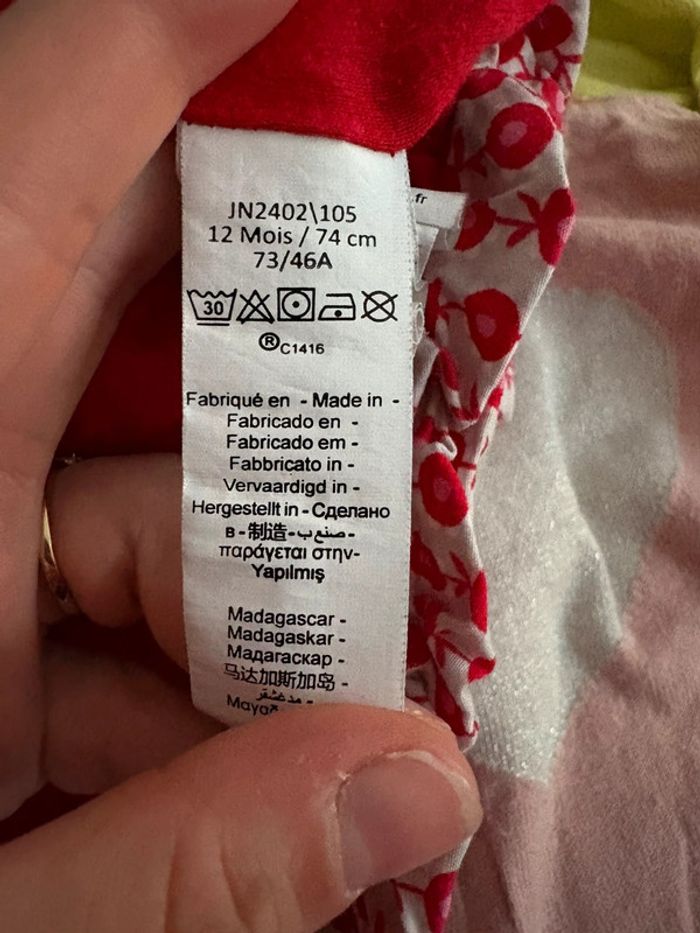 JN2402\105
12 Mois / 74 cm
73/46A
30
®C1416
Fabriqué en - Made in -
Fabricado en -
Fabricado em -
Fabbricato in -
Vervaardigd in -
Hergestellt in - Сделано
в - 制造 - صنع ب -
παράγεται στην-
Yapılmış
Madagascar -
Madagaskar -
Мадагаскар -
马达加斯加岛 -
مدغشقر -
.fr